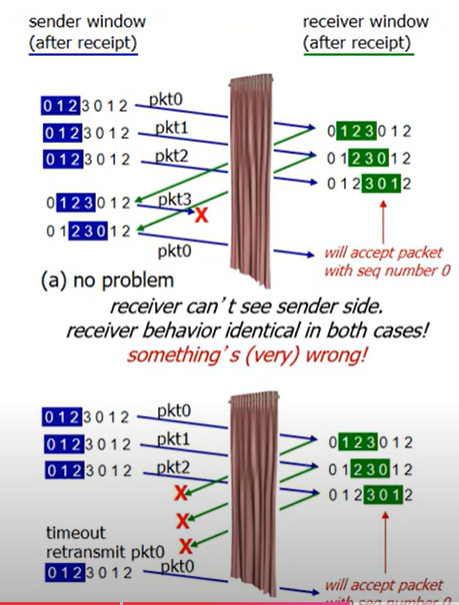 sender window receiver window
(after receipt) (after receipt)
0 1 2 3 0 1 2 pkt0
0 1 2 3 0 1 2 pkt1 0 1 2 3 0 1 2
0 1 2 3 0 1 2 pkt2 0 1 2 3 0 1 2
0 1 2 3 0 1 2
0 1 2 3 0 1 2 pkt3
X
0 1 2 3 0 1 2
pkt0 will accept packet
with seq number 0
(a) no problem
receiver can't see sender side.
receiver behavior identical in both cases!
something's (very) wrong!
0 1 2 3 0 1 2 pkt0
0 1 2 3 0 1 2 pkt1 0 1 2 3 0 1 2
0 1 2 3 0 1 2 pkt2 0 1 2 3 0 1 2
X 0 1 2 3 0 1 2
X
timeout
retransmit pkt0 X
0 1 2 3 0 1 2 pkt0
will accept packet
with seq number 0